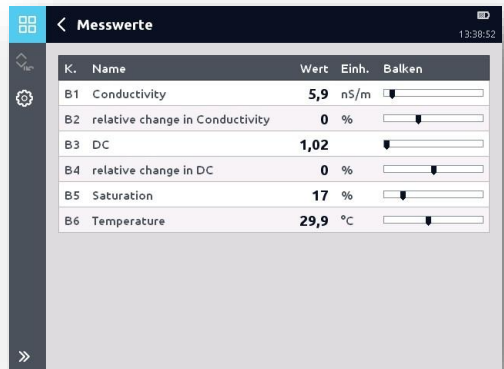 Messwerte
13:38:52
K. Name Wert Einh. Balken
B1 Conductivity 5,9 nS/m
B2 relative change in Conductivity 0 %
B3 DC 1,02
B4 relative change in DC 0 %
B5 Saturation 17 %
B6 Temperature 29,9 °C